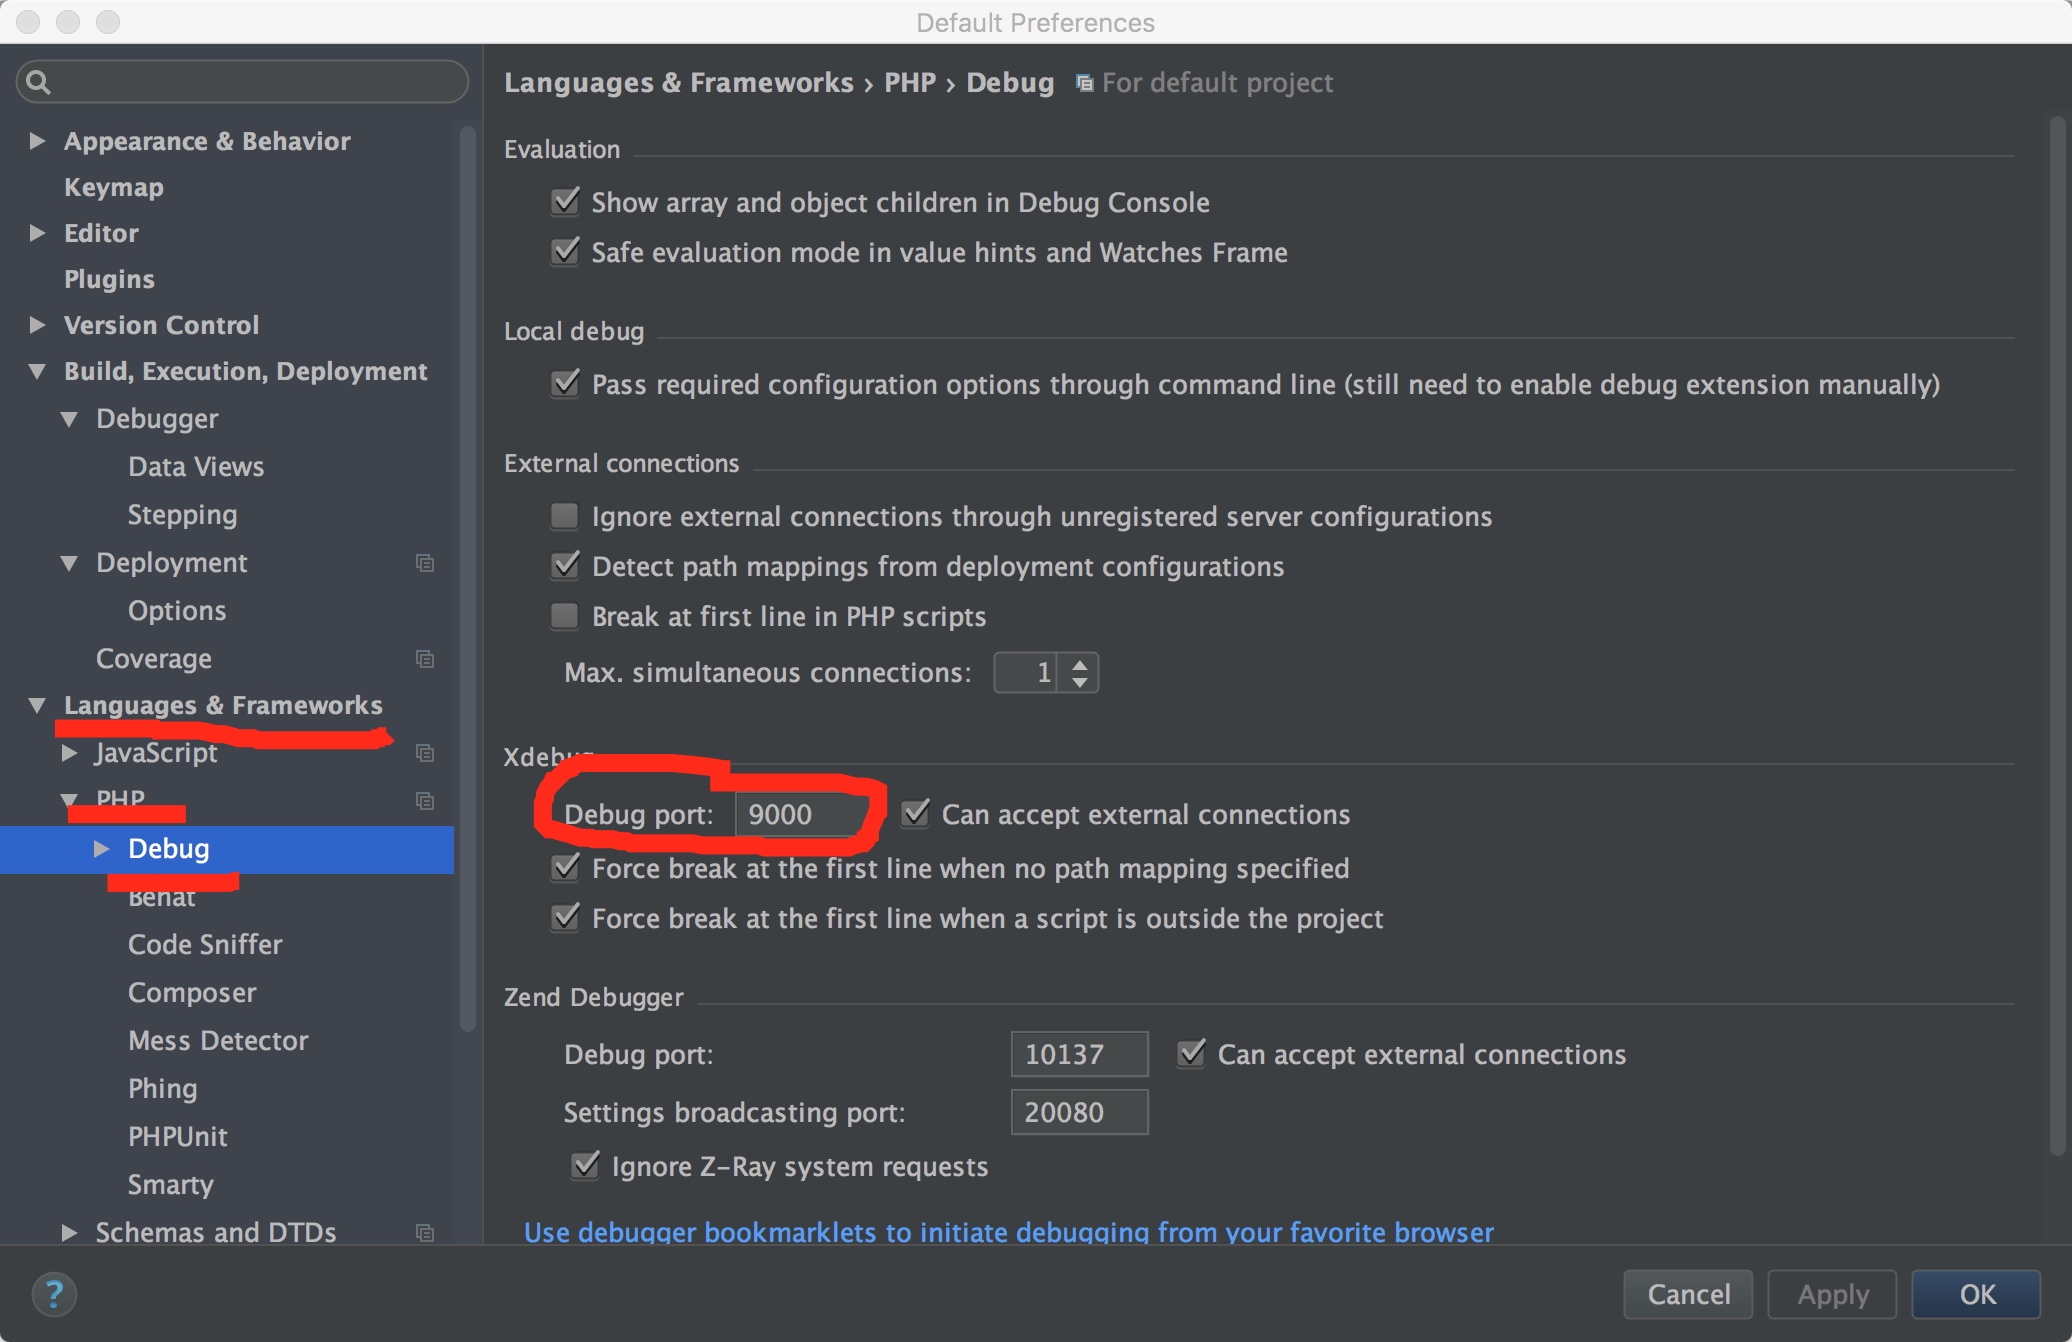 Default Preferences
Appearance & Behavior
Keymap
Editor
Plugins
Version Control
Build, Execution, Deployment
Debugger
Data Views
Stepping
Deployment
Options
Coverage
Languages & Frameworks
JavaScript
PHP
Debug
Behat
Code Sniffer
Composer
Mess Detector
Phing
PHPUnit
Smarty
Schemas and DTDs
Languages & Frameworks › PHP › Debug For default project
Evaluation
Show array and object children in Debug Console
Safe evaluation mode in value hints and Watches Frame
Local debug
Pass required configuration options through command line (still need to enable debug extension manually)
External connections
Ignore external connections through unregistered server configurations
Detect path mappings from deployment configurations
Break at first line in PHP scripts
Max. simultaneous connections: 1
Xdebug
Debug port: 9000 Can accept external connections
Force break at the first line when no path mapping specified
Force break at the first line when a script is outside the project
Zend Debugger
Debug port: 10137 Can accept external connections
Settings broadcasting port: 20080
Ignore Z-Ray system requests
Use debugger bookmarklets to initiate debugging from your favorite browser
?
Cancel Apply OK